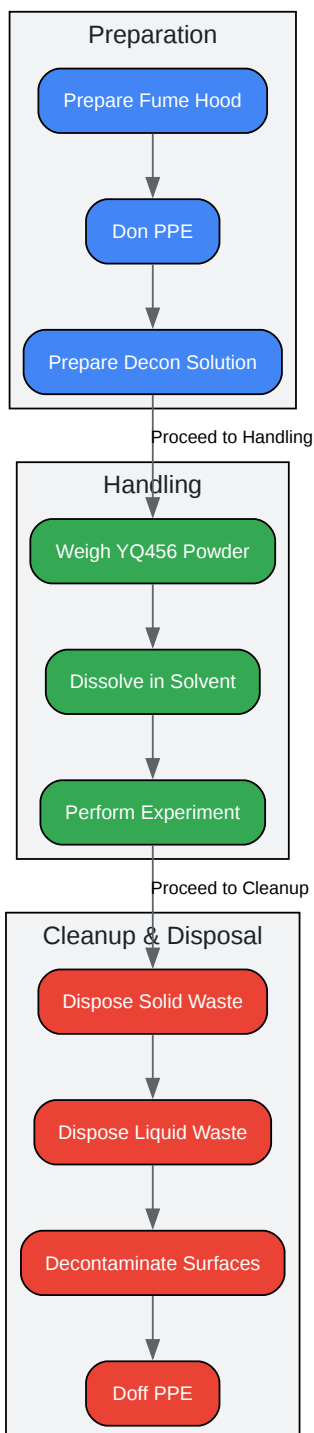 Preparation
Prepare Fume Hood
Don PPE
Prepare Decon Solution
Proceed to Handling
Handling
Weigh YQ456 Powder
Dissolve in Solvent
Perform Experiment
Proceed to Cleanup
Cleanup & Disposal
Dispose Solid Waste
Dispose Liquid Waste
Decontaminate Surfaces
Doff PPE